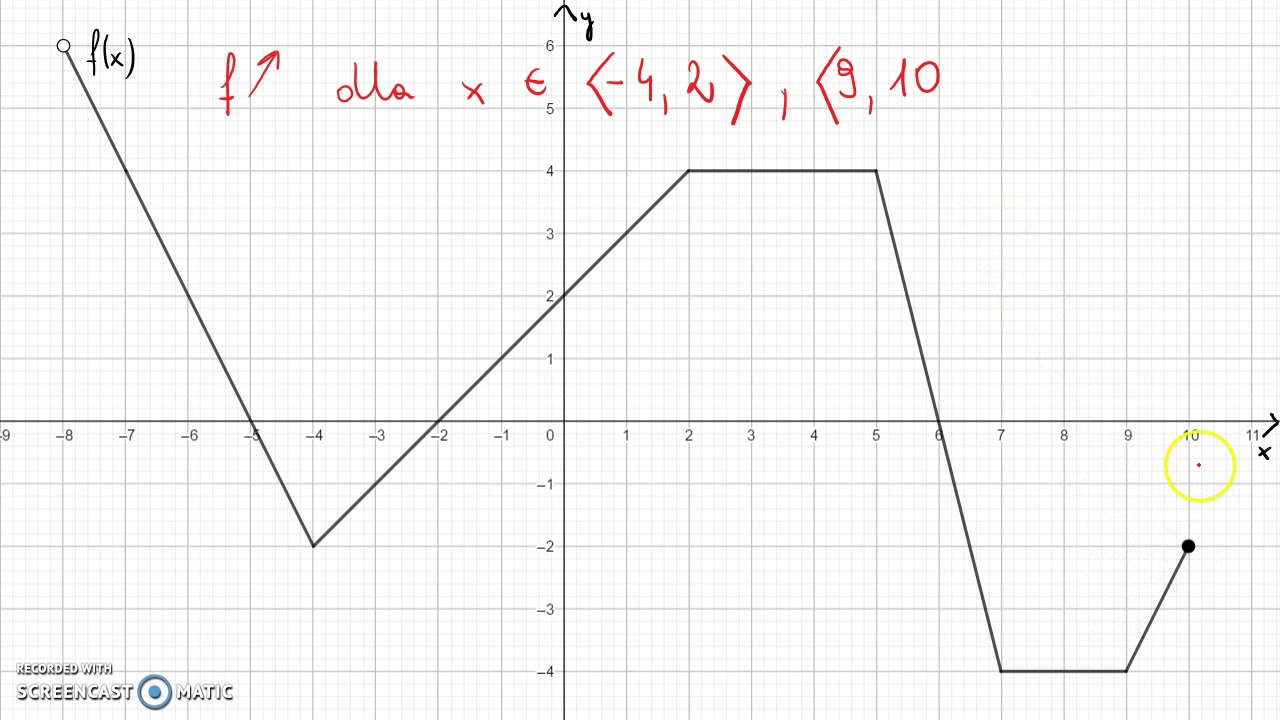 y
6
f(x) f↗ dla x ∈ ⟨-4, 2⟩, ⟨9, 10
5
4
3
2
1
-9 -8 -7 -6 -5 -4 -3 -2 -1 0 1 2 3 4 5 6 7 8 9 10 11
x
-1
-2
-3
-4
RECORDED WITH
SCREENCAST MATIC